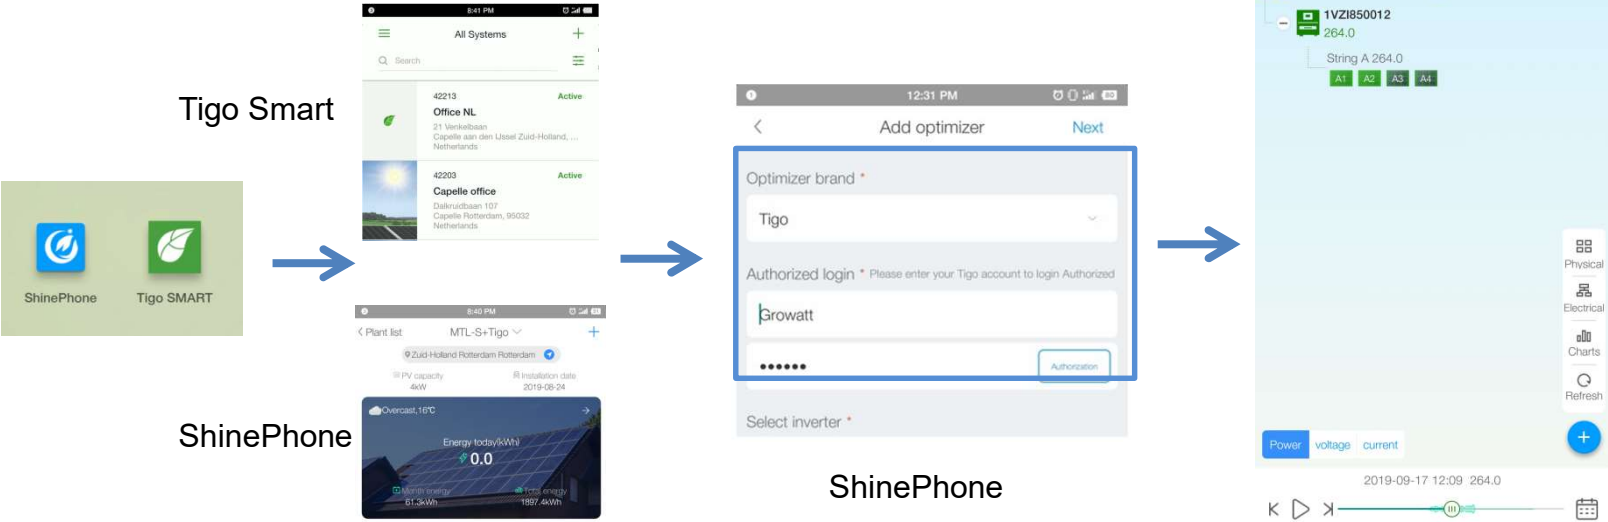 ShinePhone
Tigo SMART
Tigo Smart
8:41 PM
All Systems
Search
42213
Active
Office NL
21 Venkelbaan
Capelle aan den IJssel Zuid-Holland, ...
Netherlands
42203
Active
Capelle office
Dalkruidbaan 107
Capelle Rotterdam, 95032
Netherlands
ShinePhone
8:40 PM
Plant list
MTL-S+Tigo
Zuid-Holland Rotterdam Rotterdam
PV capacity
4kW
Installation date
2019-08-24
Overcast,16℃
Energy today(kWh)
0.0
Month energy
61.3kWh
Total energy
1897.4kWh
12:31 PM
80
Add optimizer
Next
Optimizer brand *
Tigo
Authorized login * Please enter your Tigo account to login Authorized
Growatt
••••••
Authorization
Select inverter *
ShinePhone
1VZI850012
264.0
String A 264.0
A1 A2 A3 A4
Physical
Electrical
Charts
Refresh
Power voltage current
2019-09-17 12:09 264.0